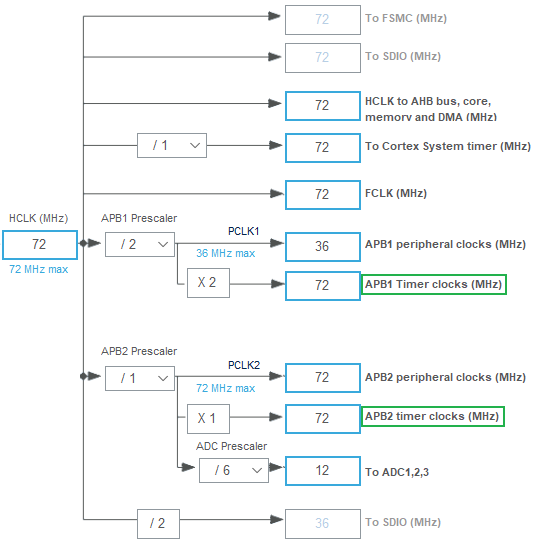 72
To FSMC (MHz)
72
To SDIO (MHz)
72
HCLK to AHB bus, core,
memory and DMA (MHz)
/ 1
72
To Cortex System timer (MHz)
72
FCLK (MHz)
HCLK (MHz)
72
72 MHz max
APB1 Prescaler
/ 2
PCLK1
36 MHz max
36
APB1 peripheral clocks (MHz)
X 2
72
APB1 Timer clocks (MHz)
APB2 Prescaler
/ 1
PCLK2
72 MHz max
72
APB2 peripheral clocks (MHz)
X 1
72
APB2 timer clocks (MHz)
ADC Prescaler
/ 6
12
To ADC1,2,3
/ 2
36
To SDIO (MHz)